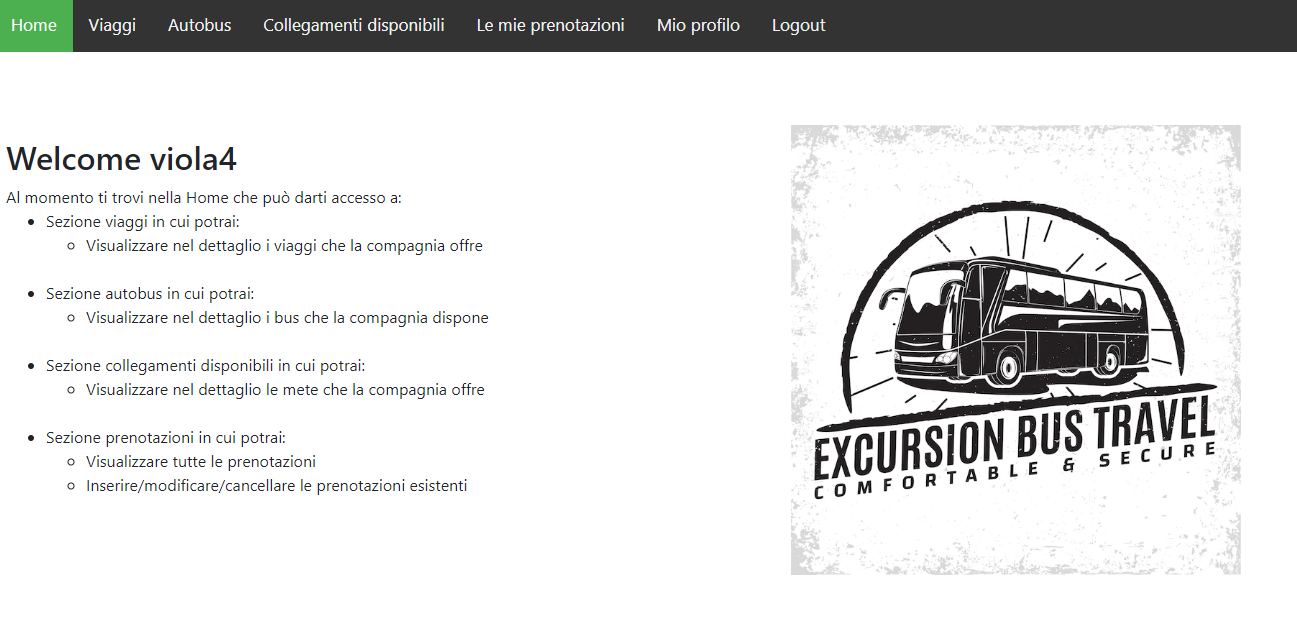 Home Viaggi Autobus Collegamenti disponibili Le mie prenotazioni Mio profilo Logout
Welcome viola4
Al momento ti trovi nella Home che può darti accesso a:
Sezione viaggi in cui potrai:
Visualizzare nel dettaglio i viaggi che la compagnia offre
Sezione autobus in cui potrai:
Visualizzare nel dettaglio i bus che la compagnia dispone
Sezione collegamenti disponibili in cui potrai:
Visualizzare nel dettaglio le mete che la compagnia offre
Sezione prenotazioni in cui potrai:
Visualizzare tutte le prenotazioni
Inserire/modificare/cancellare le prenotazioni esistenti
EXCURSION BUS TRAVEL
COMFORTABLE & SECURE